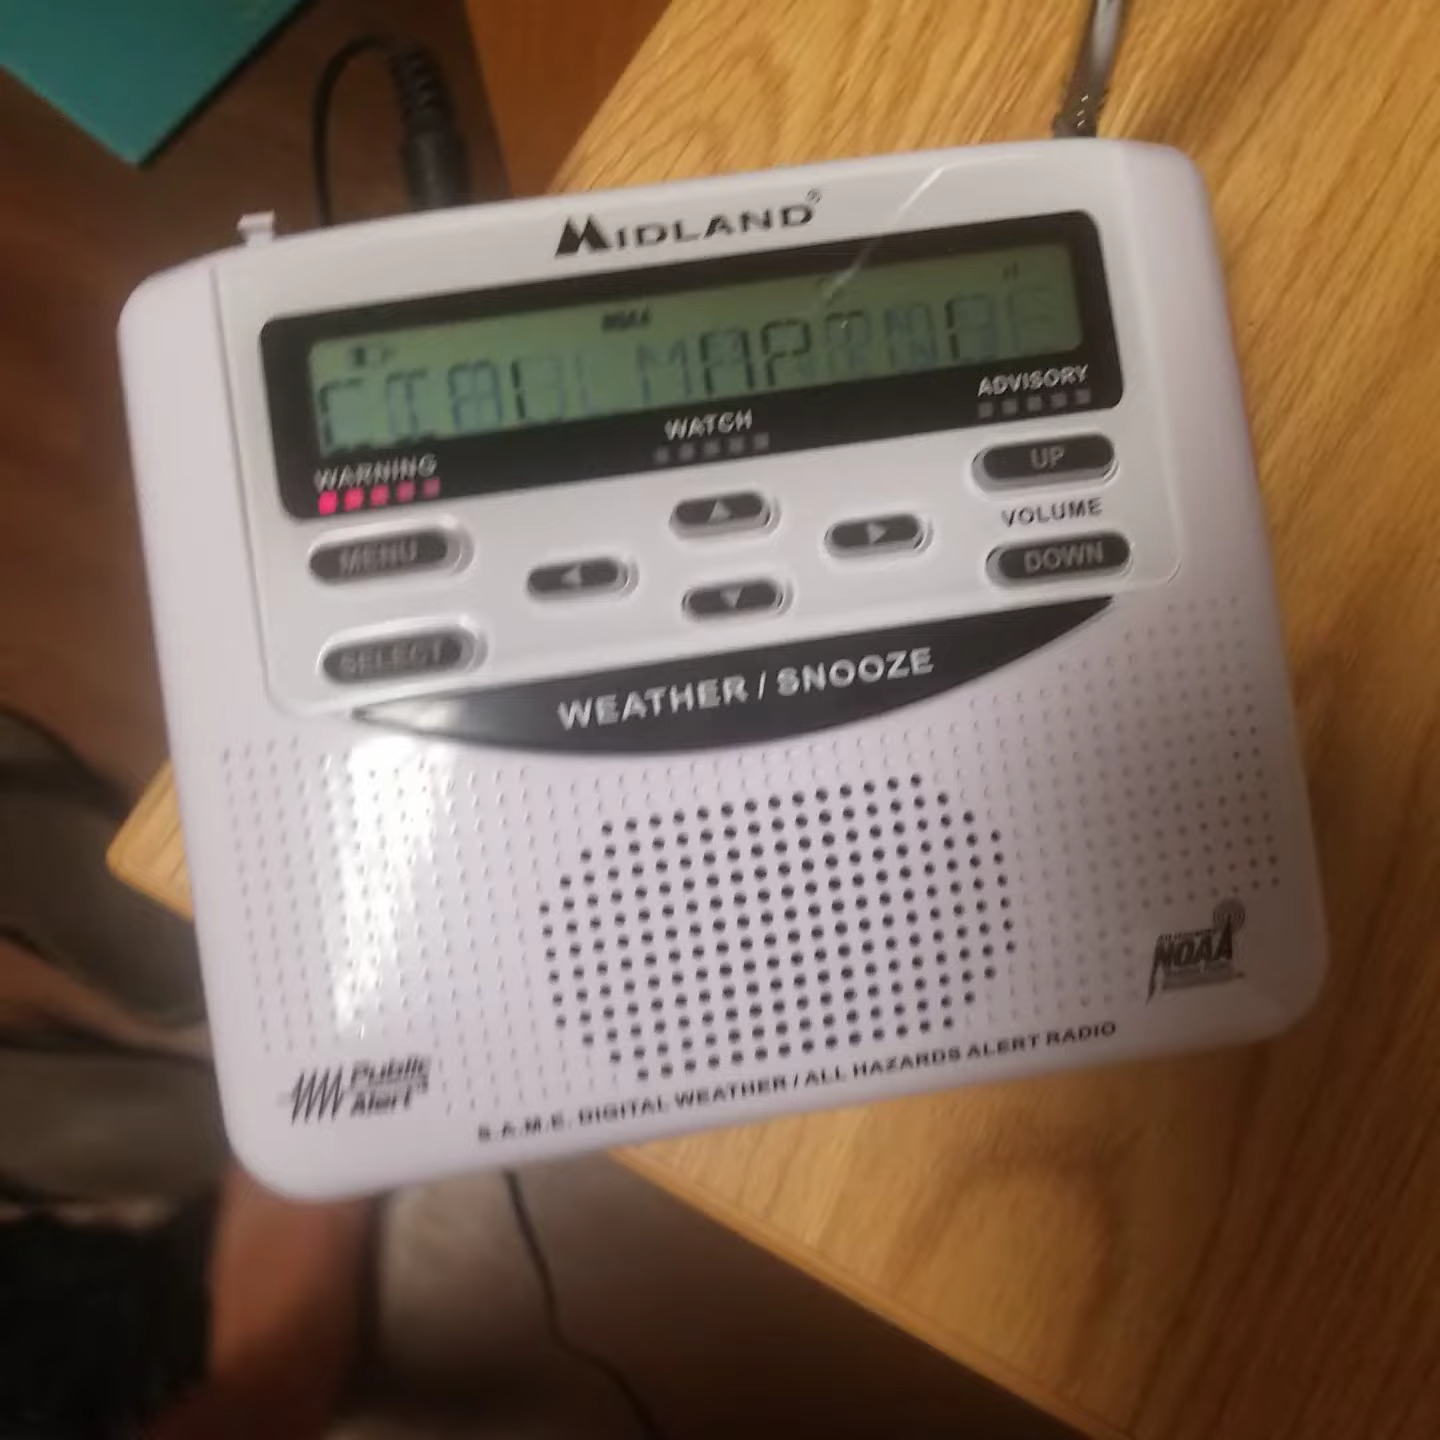 MIDLAND®
NOAA
WARNING
WATCH
ADVISORY
MENU
UP
VOLUME
DOWN
SELECT
WEATHER / SNOOZE
NOAA
Public
Alert
S.A.M.E. DIGITAL WEATHER / ALL HAZARDS ALERT RADIO